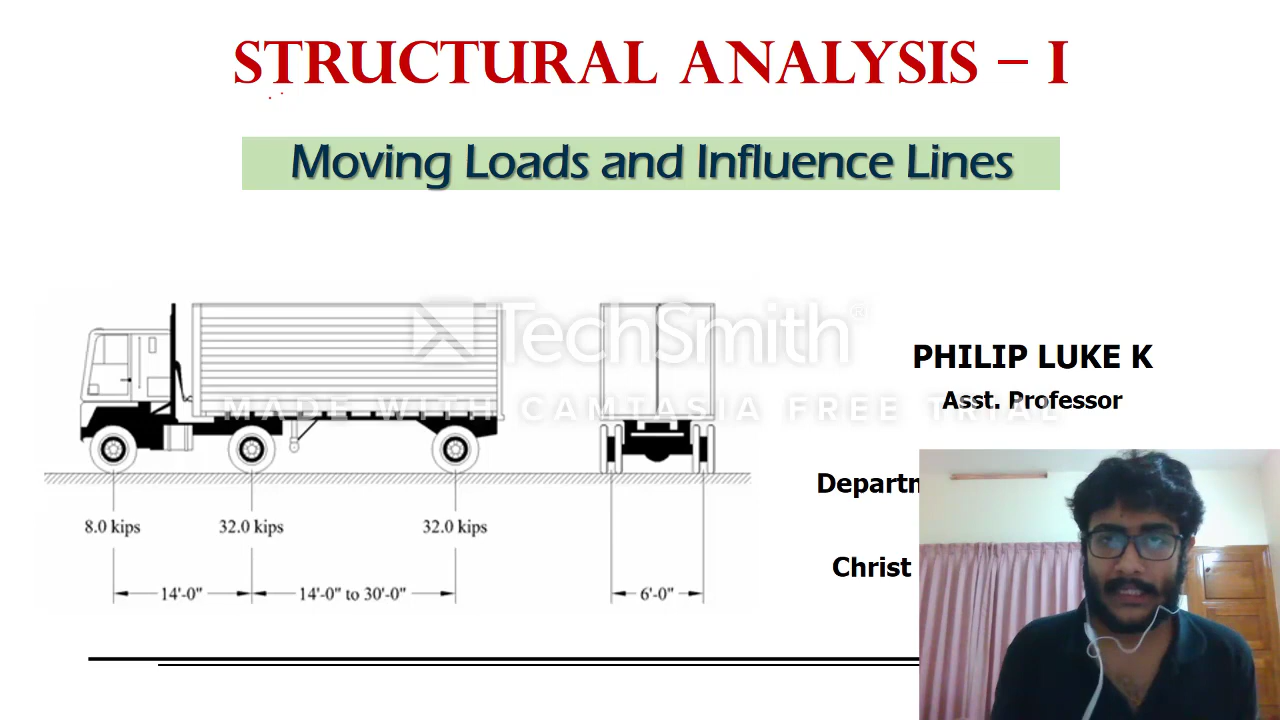 STRUCTURAL ANALYSIS – I
Moving Loads and Influence Lines
TechSmith®
MADE WITH CAMTASIA FREE TRIAL
PHILIP LUKE K
Asst. Professor
Departm
Christ
8.0 kips 32.0 kips 32.0 kips
14'-0" 14'-0" to 30'-0" 6'-0"